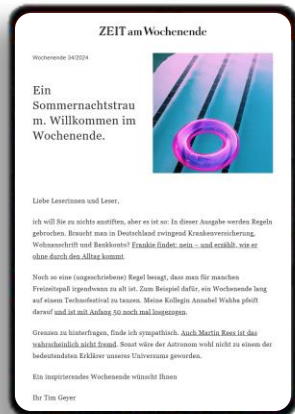 ZEIT am Wochenende
Wochenende 34/2024
Ein
Sommernachtstrau
m. Willkommen im
Wochenende.
Liebe Leserinnen und Leser,
ich will Sie zu nichts anstiften, aber es ist so: In dieser Ausgabe werden Regeln
gebrochen. Braucht man in Deutschland zwingend Krankenversicherung,
Wohnanschrift und Bankkonto? Frankie findet: nein – und erzählt, wie er
ohne durch den Alltag kommt.
Noch so eine (ungeschriebene) Regel besagt, dass man für manchen
Freizeitspaß irgendwann zu alt ist. Zum Beispiel dafür, ein Wochenende lang
auf einem Technofestival zu tanzen. Meine Kollegin Annabel Wahba pfeift
darauf und ist mit Anfang 50 noch mal losgezogen.
Grenzen zu hinterfragen, finde ich sympathisch. Auch Martin Rees ist das
wahrscheinlich nicht fremd. Sonst wäre der Astronom wohl nicht zu einem der
bedeutendsten Erklärer unseres Universums geworden.
Ein inspirierendes Wochenende wünscht Ihnen
Ihr Tim Geyer